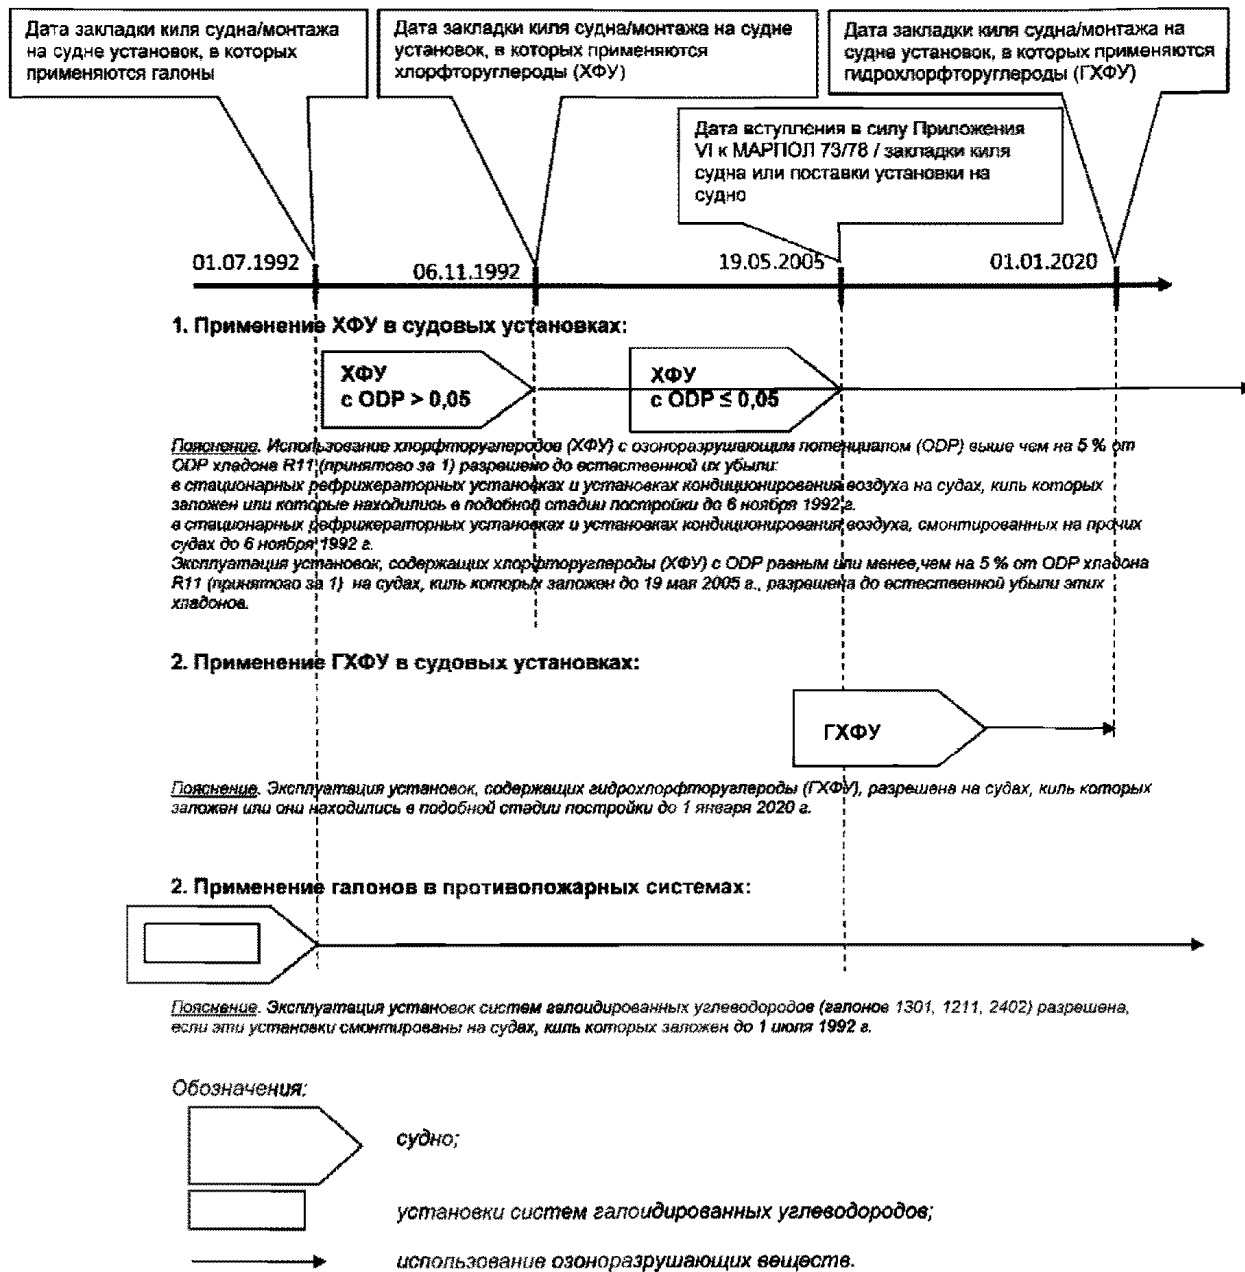 Дата закладки киля судна/монтажа
на судне установок, в которых
применяются галоны
Дата закладки киля судна/монтажа на судне
установок, в которых применяются
хлорфторуглероды (ХФУ)
Дата закладки киля судна/монтажа на
судне установок, в которых применяются
гидрохлорфторуглероды (ГХФУ)
Дата вступления в силу Приложения
VI к МАРПОЛ 73/78 / закладки киля
судна или поставки установки на
судно
01.07.1992
06.11.1992
19.05.2005
01.01.2020
1. Применение ХФУ в судовых установках:
ХФУ
с ODP > 0,05
ХФУ
с ODP ≤ 0,05
Пояснение. Использование хлорфторуглеродов (ХФУ) с озоноразрушающим потенциалом (ODP) выше чем на 5 % от
ODP хладона R11 (принятого за 1) разрешено до естественной их убыли:
в стационарных рефрижераторных установках и установках кондиционирования воздуха на судах, киль которых
заложен или которые находились в подобной стадии постройки до 6 ноября 1992 г.
в стационарных рефрижераторных установках и установках кондиционирования воздуха, смонтированных на прочих
судах до 6 ноября 1992 г.
Эксплуатация установок, содержащих хлорфторуглероды (ХФУ) с ODP равным или менее,чем на 5 % от ODP хладона
R11 (принятого за 1) на судах, киль которых заложен до 19 мая 2005 г., разрешена до естественной убыли этих
хладонов.
2. Применение ГХФУ в судовых установках:
ГХФУ
Пояснение. Эксплуатация установок, содержащих гидрохлорфторуглероды (ГХФУ), разрешена на судах, киль которых
заложен или они находились в подобной стадии постройки до 1 января 2020 г.
2. Применение галонов в противопожарных системах:
Пояснение. Эксплуатация установок систем галоидированных углеводородов (галонов 1301, 1211, 2402) разрешена,
если эти установки смонтированы на судах, киль которых заложен до 1 июля 1992 г.
Обозначения:
судно;
установки систем галоидированных углеводородов;
использование озоноразрушающих веществ.